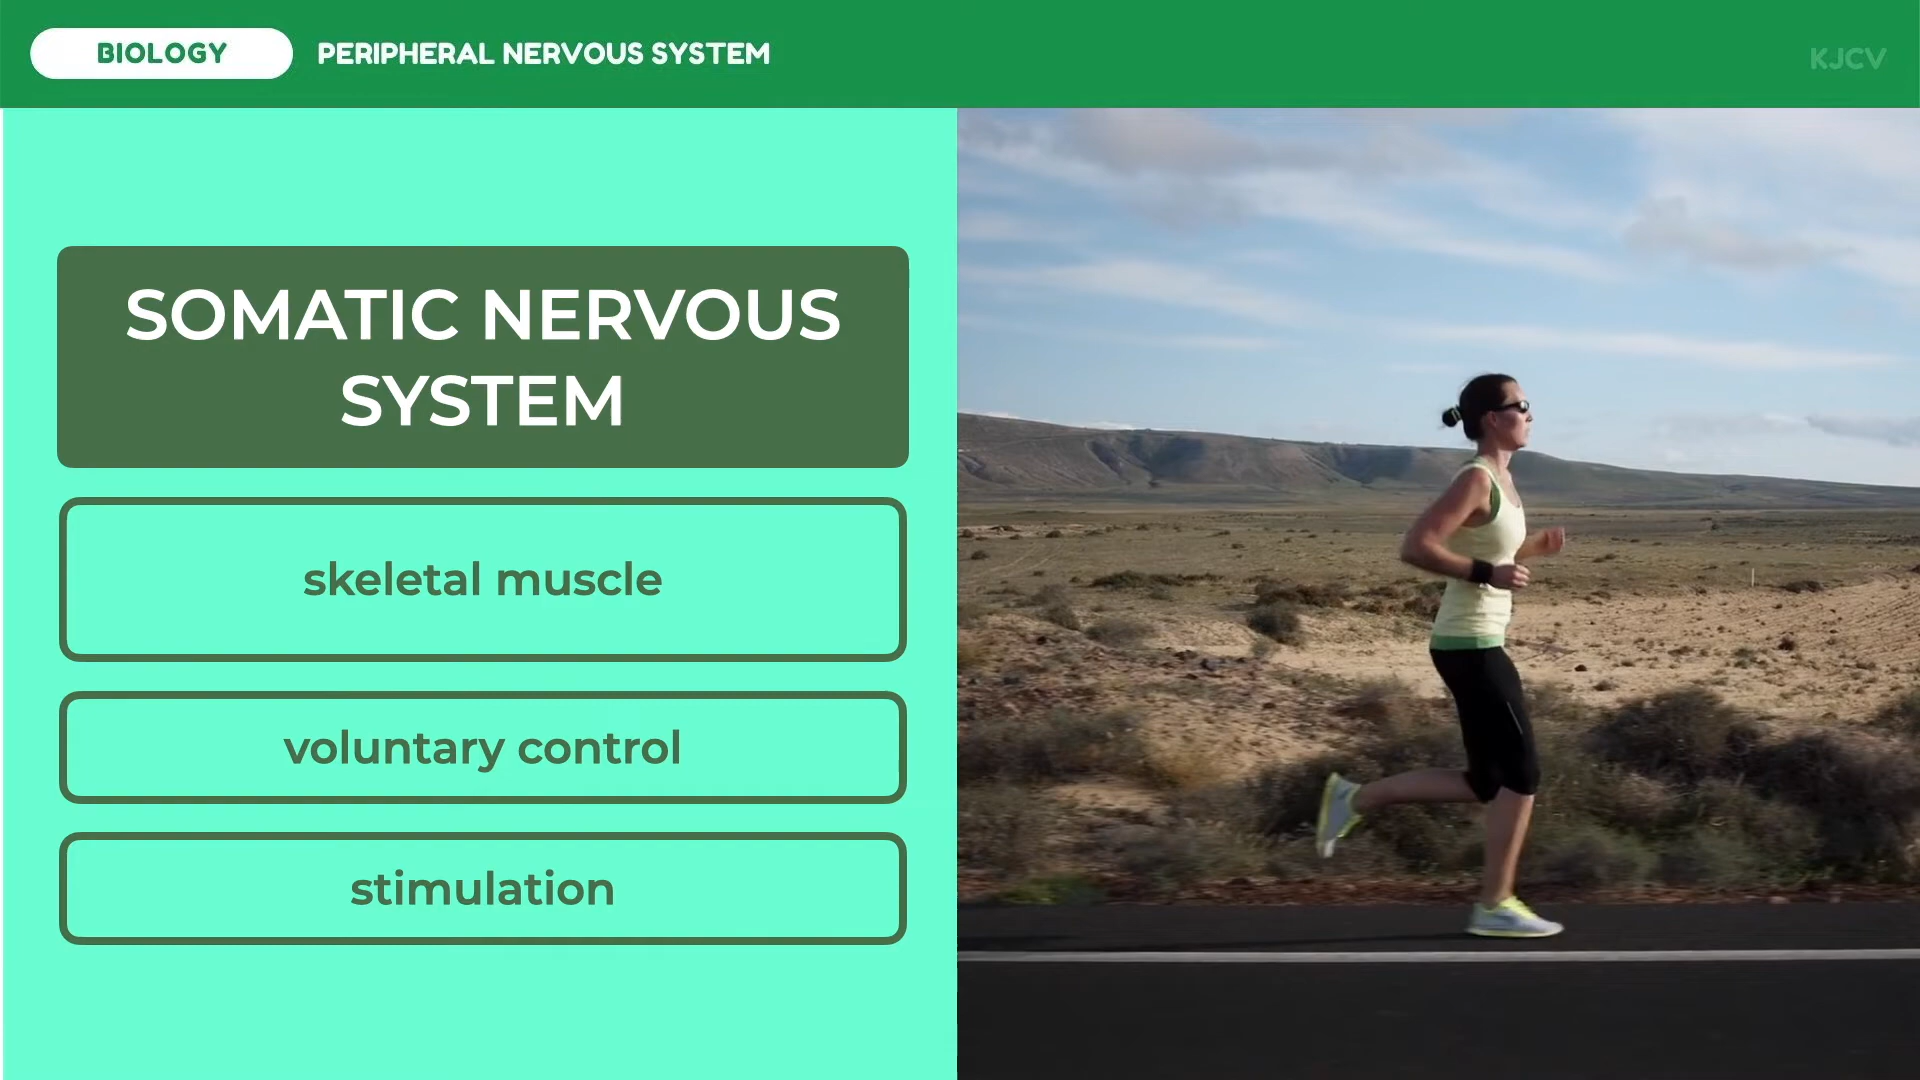 BIOLOGY
PERIPHERAL NERVOUS SYSTEM
KJCV
SOMATIC NERVOUS
SYSTEM
skeletal muscle
voluntary control
stimulation